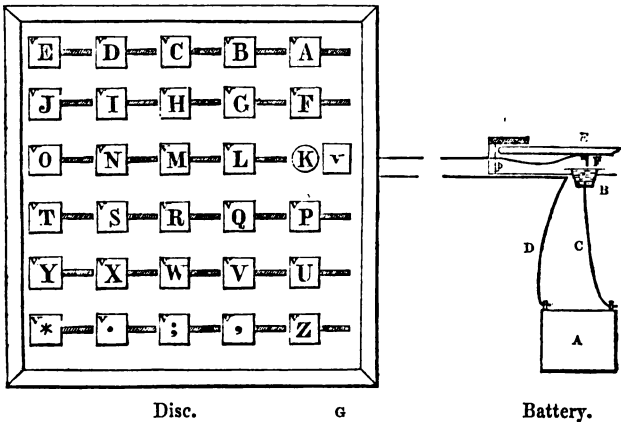 E D C B A
J I H G F
O N M L K
T S R Q P
Y X W V U
* . ; , Z
E
P F
B
D C
A
Disc. G Battery.